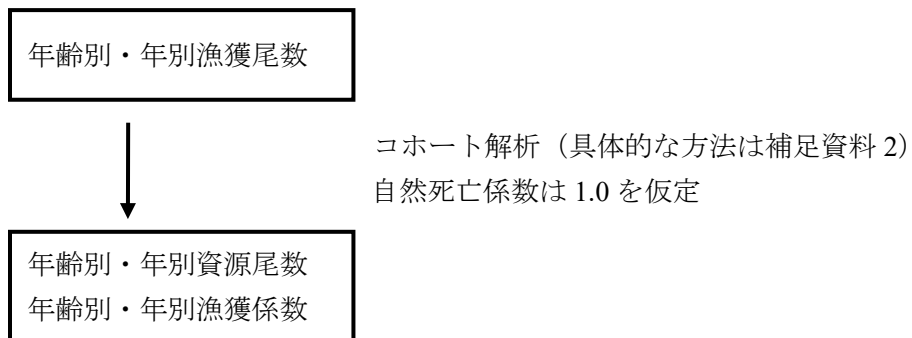 年齢別・年別漁獲尾数
コホート解析（具体的な方法は補足資料 2）
自然死亡係数は 1.0 を仮定
年齢別・年別資源尾数
年齢別・年別漁獲係数